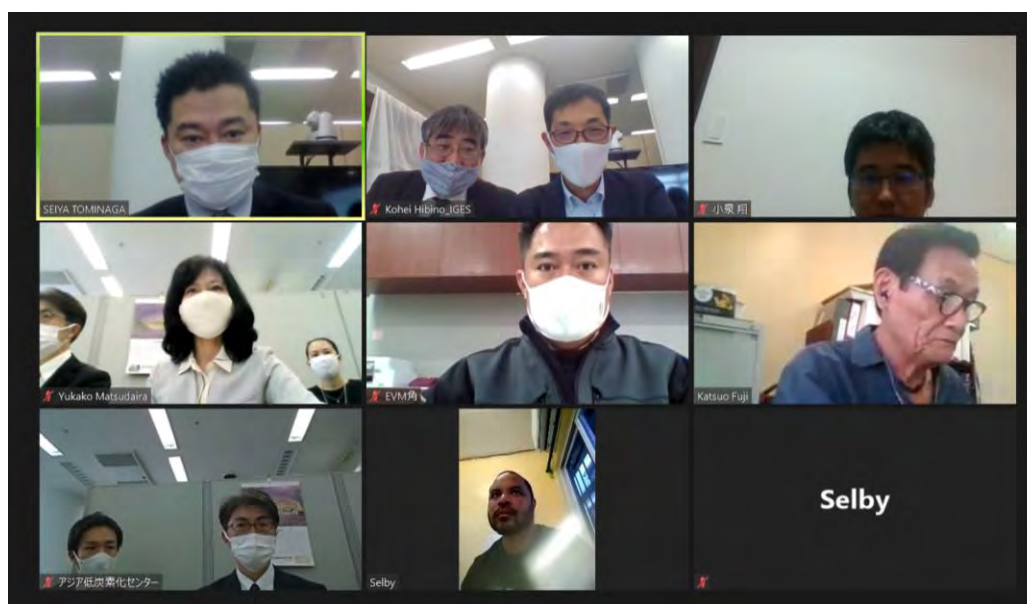 SEIYA TOMINAGA
Kohei Hibino_IGES
小泉 翔
Yukako Matsudaira
EVM角
Katsuo Fuji
アジア低炭素化センター
Selby
Selby